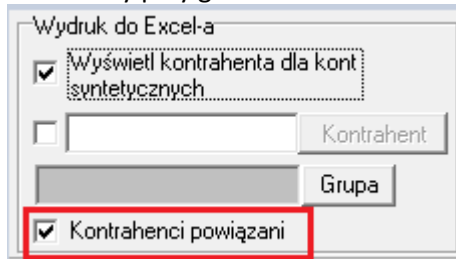 Wydruk do Excel-a
Wyświetl kontrahenta dla kont
syntetycznych
Kontrahent
Grupa
Kontrahenci powiązani